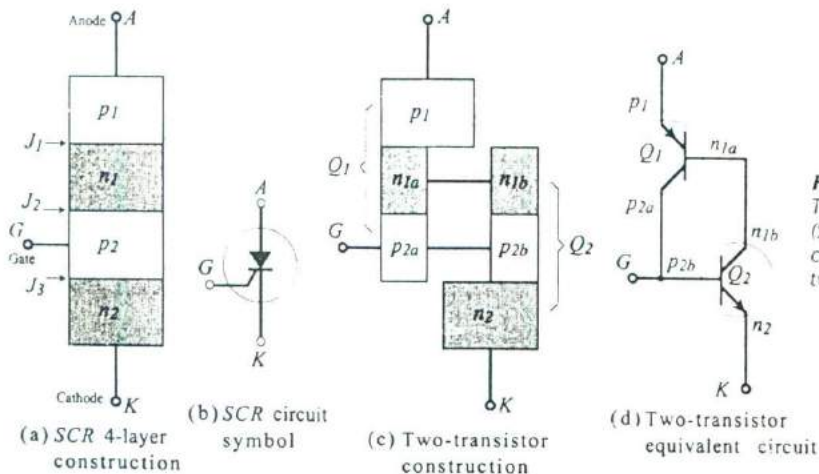 Anode A
p1
J1
n1
J2
G
Gate
p2
J3
n2
Cathode K
(a) SCR 4-layer
construction
A
G
K
(b) SCR circuit
symbol
A
p1
Q1
n1a
n1b
G
p2a
p2b
Q2
n2
K
(c) Two-transistor
construction
A
p1
Q1
n1a
p2a
n1b
G
p2b
Q2
n2
K
(d) Two-transistor
equivalent circuit